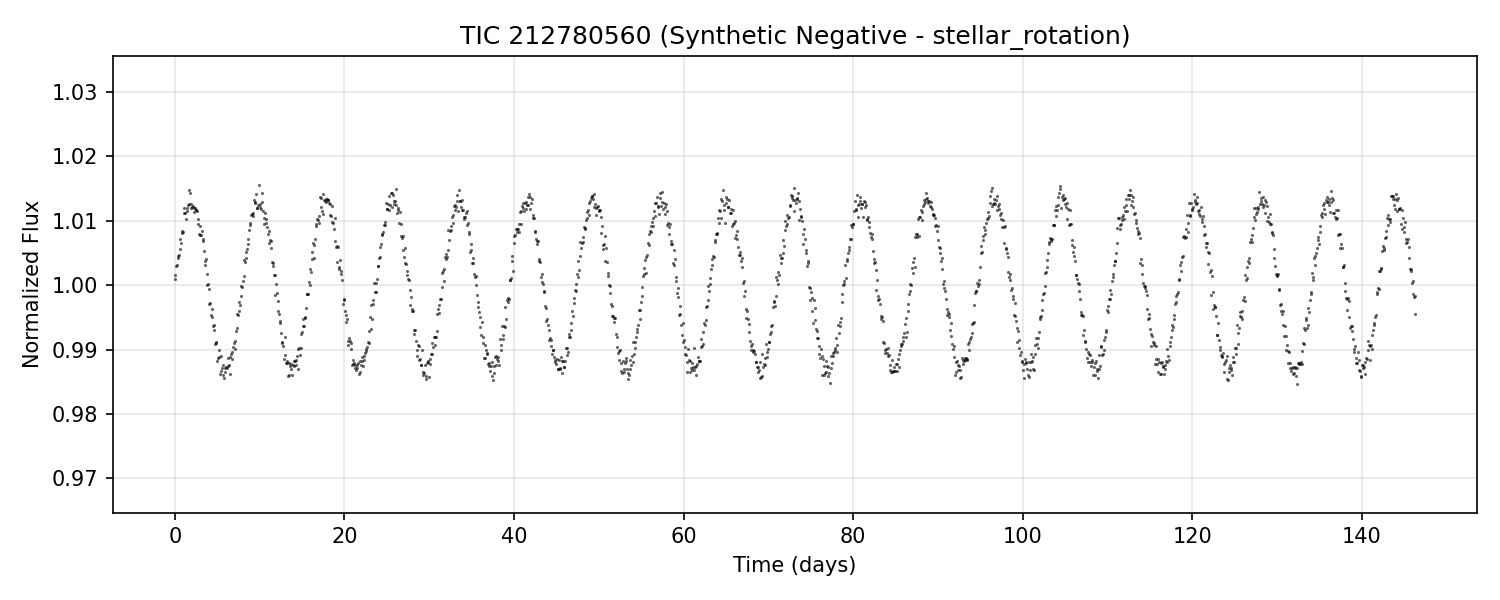 TIC 212780560 (Synthetic Negative - stellar_rotation)
1.03
1.02
1.01
1.00
0.99
0.98
0.97
Normalized Flux
0 20 40 60 80 100 120 140
Time (days)